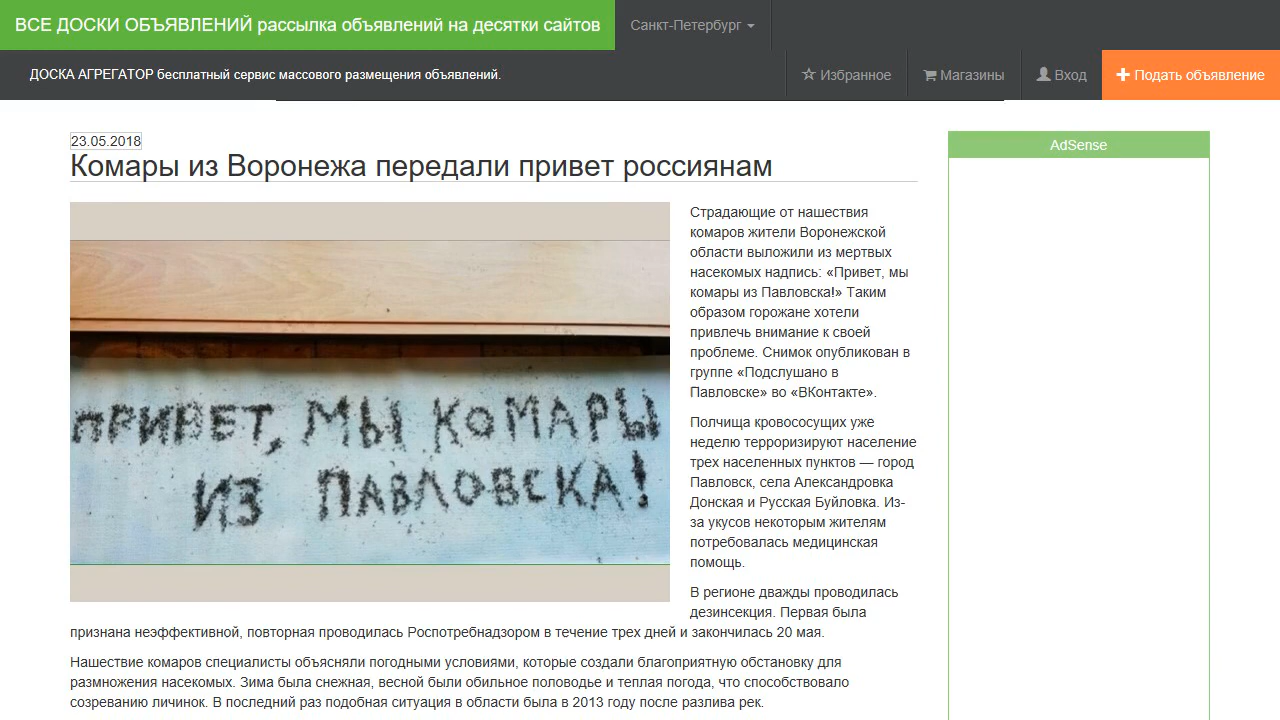 ВСЕ ДОСКИ ОБЪЯВЛЕНИЙ рассылка объявлений на десятки сайтов
Санкт-Петербург
ДОСКА АГРЕГАТОР бесплатный сервис массового размещения объявлений.
Избранное
Магазины
Вход
Подать объявление
23.05.2018
Комары из Воронежа передали привет россиянам
AdSense
ПРИВЕТ, МЫ КОМАРЫ
ИЗ ПАВЛОВСКА!
Страдающие от нашествия
комаров жители Воронежской
области выложили из мертвых
насекомых надпись: «Привет, мы
комары из Павловска!» Таким
образом горожане хотели
привлечь внимание к своей
проблеме. Снимок опубликован в
группе «Подслушано в
Павловске» во «ВКонтакте».
Полчища кровососущих уже
неделю терроризируют население
трех населенных пунктов — город
Павловск, села Александровка
Донская и Русская Буйловка. Из-
за укусов некоторым жителям
потребовалась медицинская
помощь.
В регионе дважды проводилась
дезинсекция. Первая была
признана неэффективной, повторная проводилась Роспотребнадзором в течение трех дней и закончилась 20 мая.
Нашествие комаров специалисты объясняли погодными условиями, которые создали благоприятную обстановку для
размножения насекомых. Зима была снежная, весной были обильное половодье и теплая погода, что способствовало
созреванию личинок. В последний раз подобная ситуация в области была в 2013 году после разлива рек.